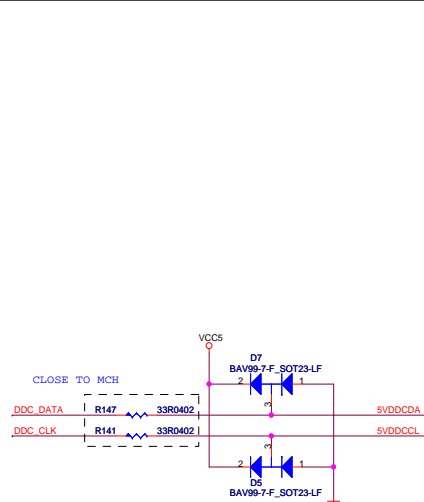 VCC5
D7
BAV99-7-F_SOT23-LF
2 1
3
CLOSE TO MCH
DDC_DATA R147 33R0402 5VDDCDA
DDC_CLK R141 33R0402 5VDDCCL
3
2 1
D5
BAV99-7-F_SOT23-LF